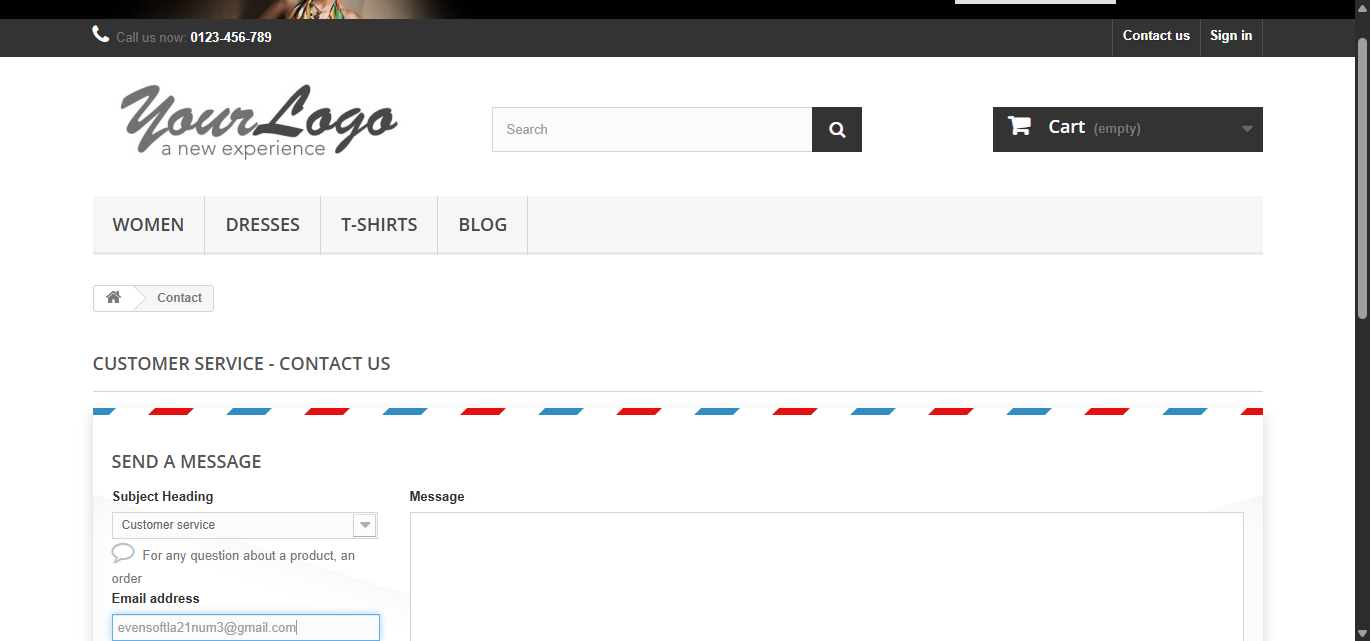 Call us now: 0123-456-789
Contact us
Sign in
YourLogo
a new experience
Search
Cart (empty)
WOMEN
DRESSES
T-SHIRTS
BLOG
Contact
CUSTOMER SERVICE - CONTACT US
SEND A MESSAGE
Subject Heading
Message
Customer service
For any question about a product, an
order
Email address
evensoftla21num3@gmail.com